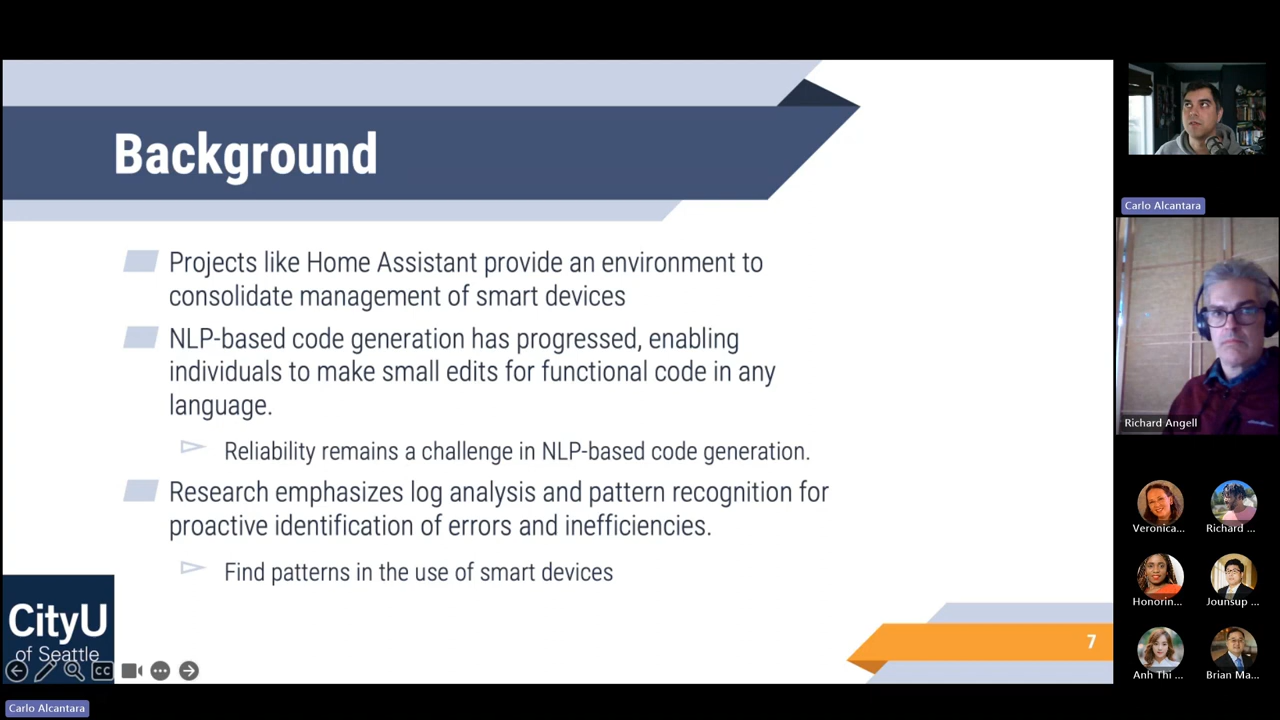 Background
Projects like Home Assistant provide an environment to
consolidate management of smart devices
NLP-based code generation has progressed, enabling
individuals to make small edits for functional code in any
language.
Reliability remains a challenge in NLP-based code generation.
Research emphasizes log analysis and pattern recognition for
proactive identification of errors and inefficiencies.
Find patterns in the use of smart devices
CityU
of Seattle
CC
7
Carlo Alcantara
Carlo Alcantara
Richard Angell
Veronica...
Richard ...
Honorin...
Jounsup ...
Anh Thi ...
Brian Ma...